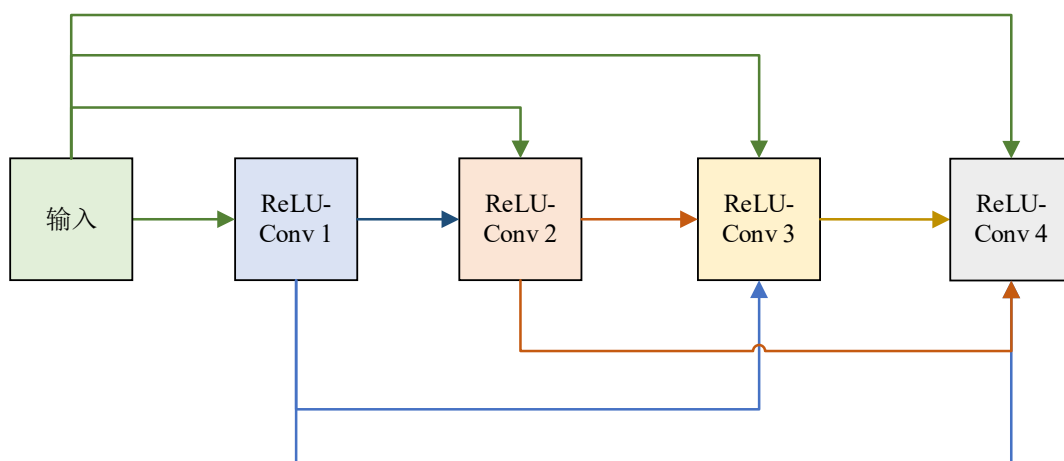 输入
ReLU-
Conv 1
ReLU-
Conv 2
ReLU-
Conv 3
ReLU-
Conv 4